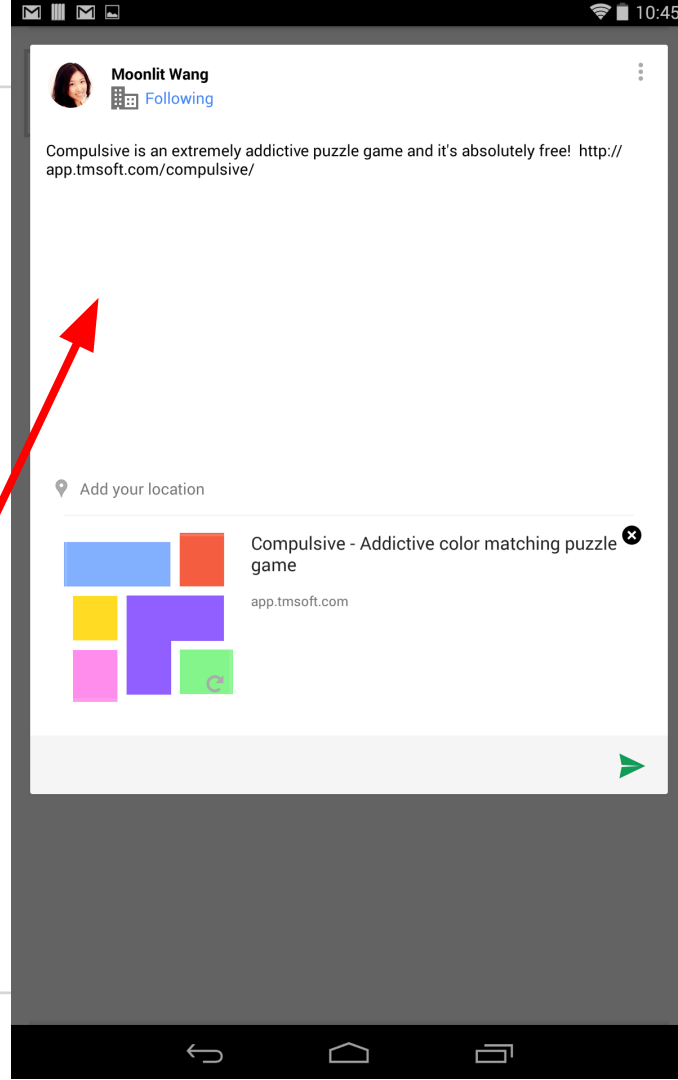 10:45
Moonlit Wang
Following
Compulsive is an extremely addictive puzzle game and it's absolutely free!  http://
app.tmsoft.com/compulsive/
Add your location
Compulsive - Addictive color matching puzzle
game
app.tmsoft.com